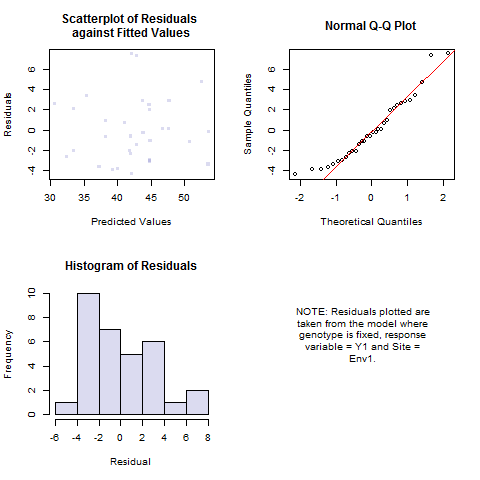 Scatterplot of Residuals
against Fitted Values
Residuals
6
4
2
0
-2
-4
30
35
40
45
50
Predicted Values
Normal Q-Q Plot
Sample Quantiles
6
4
2
0
-2
-4
-2
-1
0
1
2
Theoretical Quantiles
Histogram of Residuals
Frequency
10
8
6
4
2
0
-6
-4
-2
0
2
4
6
8
Residual
NOTE: Residuals plotted are
taken from the model where
genotype is fixed, response
variable = Y1 and Site =
Env1.